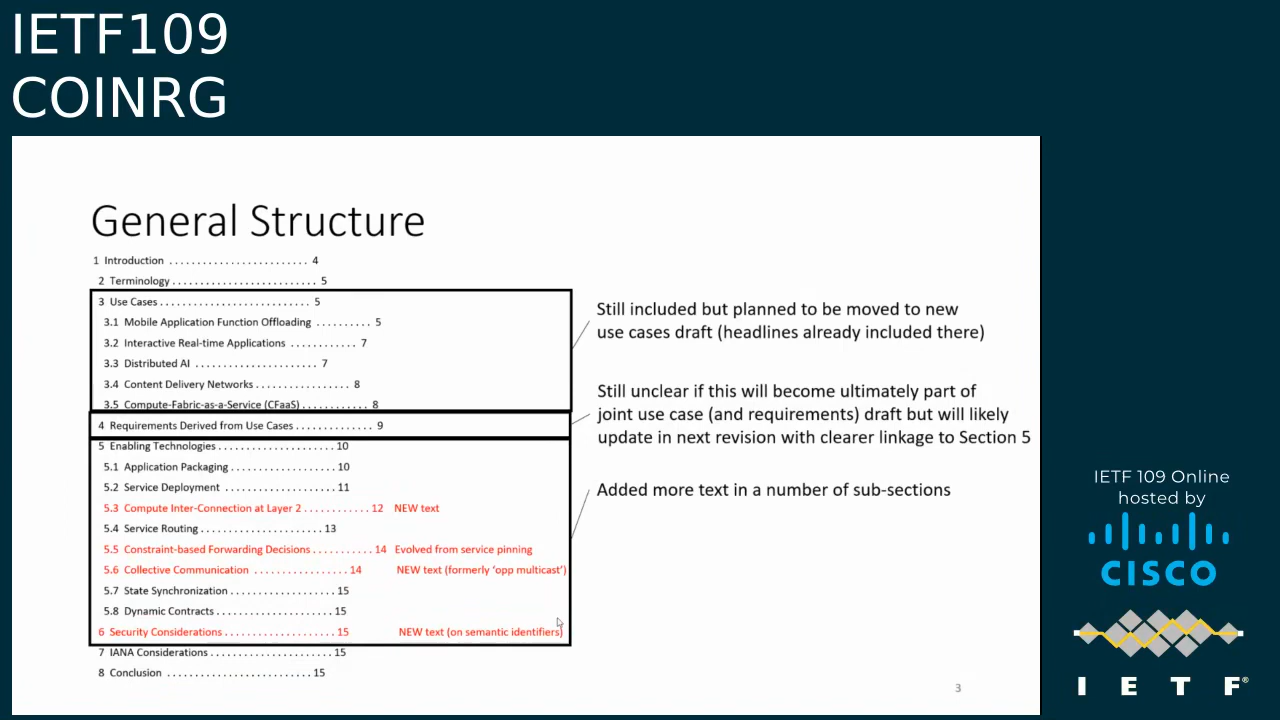 IETF109
COINRG
General Structure
1 Introduction . . . . . . . . . . . . . . . . . . . . . . . . . 4
2 Terminology . . . . . . . . . . . . . . . . . . . . . . . . . 5
3 Use Cases . . . . . . . . . . . . . . . . . . . . . . . . . . . 5
3.1 Mobile Application Function Offloading . . . . . . . . . . 5
3.2 Interactive Real-time Applications . . . . . . . . . . . . 7
3.3 Distributed AI . . . . . . . . . . . . . . . . . . . . . . 7
3.4 Content Delivery Networks . . . . . . . . . . . . . . . . . 8
3.5 Compute-Fabric-as-a-Service (CFaaS) . . . . . . . . . . . . 8
4 Requirements Derived from Use Cases . . . . . . . . . . . . . . 9
5 Enabling Technologies . . . . . . . . . . . . . . . . . . . . . 10
5.1 Application Packaging . . . . . . . . . . . . . . . . . . . 10
5.2 Service Deployment . . . . . . . . . . . . . . . . . . . . 11
5.3 Compute Inter-Connection at Layer 2 . . . . . . . . . . . . 12 NEW text
5.4 Service Routing . . . . . . . . . . . . . . . . . . . . . . 13
5.5 Constraint-based Forwarding Decisions . . . . . . . . . . . 14 Evolved from service pinning
5.6 Collective Communication . . . . . . . . . . . . . . . . . 14 NEW text (formerly ‘opp multicast’)
5.7 State Synchronization . . . . . . . . . . . . . . . . . . . 15
5.8 Dynamic Contracts . . . . . . . . . . . . . . . . . . . . . 15
6 Security Considerations . . . . . . . . . . . . . . . . . . . . 15 NEW text (on semantic identifiers)
7 IANA Considerations . . . . . . . . . . . . . . . . . . . . . . 15
8 Conclusion . . . . . . . . . . . . . . . . . . . . . . . . . . 15
Still included but planned to be moved to new
use cases draft (headlines already included there)
Still unclear if this will become ultimately part of
joint use case (and requirements) draft but will likely
update in next revision with clearer linkage to Section 5
Added more text in a number of sub-sections
3
IETF 109 Online
hosted by
CISCO
I E T F®